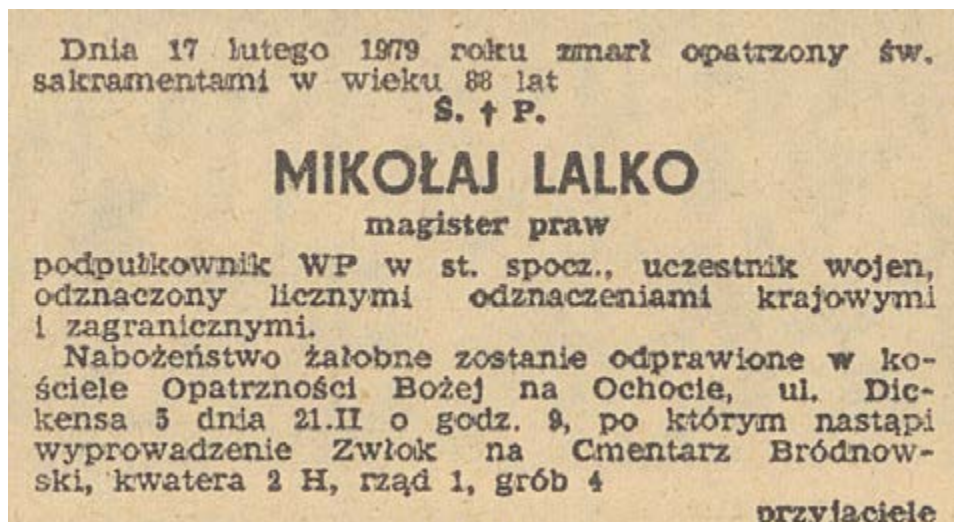 Dnia 17 lutego 1979 roku zmarł opatrzony św.
sakramentami w wieku 88 lat
Ś. † P.
MIKOŁAJ LALKO
magister praw
podpułkownik WP w st. spocz., uczestnik wojen,
odznaczony licznymi odznaczeniami krajowymi
i zagranicznymi.
Nabożeństwo żałobne zostanie odprawione w ko-
ściele Opatrzności Bożej na Ochocie, ul. Dic-
kensa 5 dnia 21.II o godz. 9, po którym nastąpi
wyprowadzenie Zwłok na Cmentarz Bródnow-
ski, kwatera 2 H, rząd 1, grób 4
przyjaciele